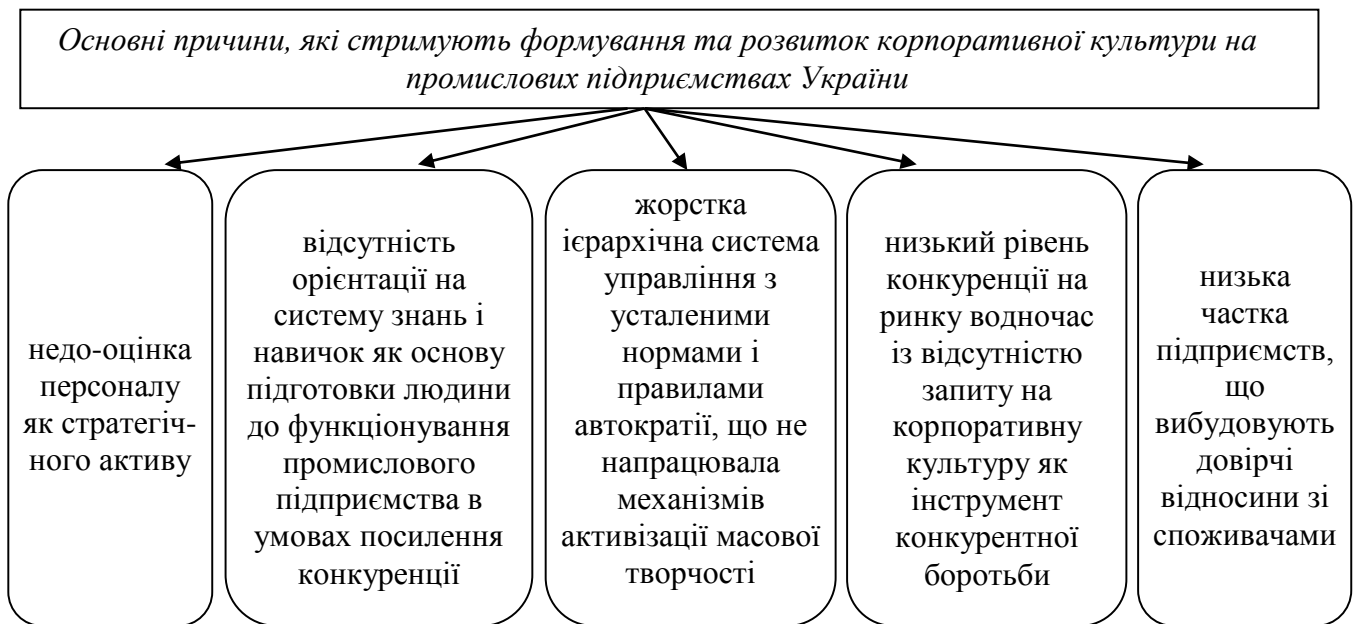 Основні причини, які стримують формування та розвиток корпоративної культури на
промислових підприємствах України
недо-оцінка
персоналу
як стратегіч-
ного активу
відсутність
орієнтації на
систему знань і
навичок як основу
підготовки людини
до функціонування
промислового
підприємства в
умовах посилення
конкуренції
жорстка
ієрархічна система
управління з
усталеними
нормами і
правилами
автократії, що не
напрацювала
механізмів
активізації масової
творчості
низький рівень
конкуренції на
ринку водночас
із відсутністю
запиту на
корпоративну
культуру як
інструмент
конкурентної
боротьби
низька
частка
підприємств,
що
вибудовують
довірчі
відносини зі
споживачами